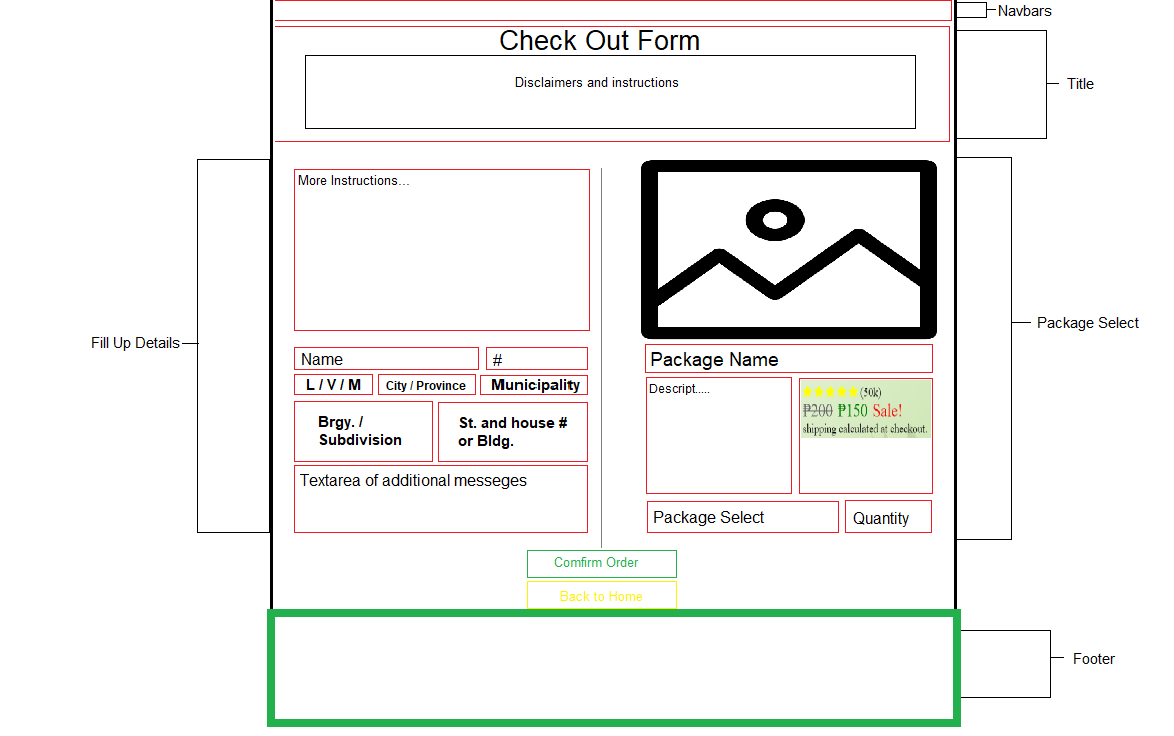 Navbars
Check Out Form
Disclaimers and instructions
Title
More Instructions...
Fill Up Details
Name
#
L / V / M
City / Province
Municipality
Brgy. /
Subdivision
St. and house #
or Bldg.
Textarea of additional messeges
Package Select
Package Name
Descript.....
(50k)
₱200 ₱150 Sale!
shipping calculated at checkout.
Package Select
Quantity
Comfirm Order
Back to Home
Footer